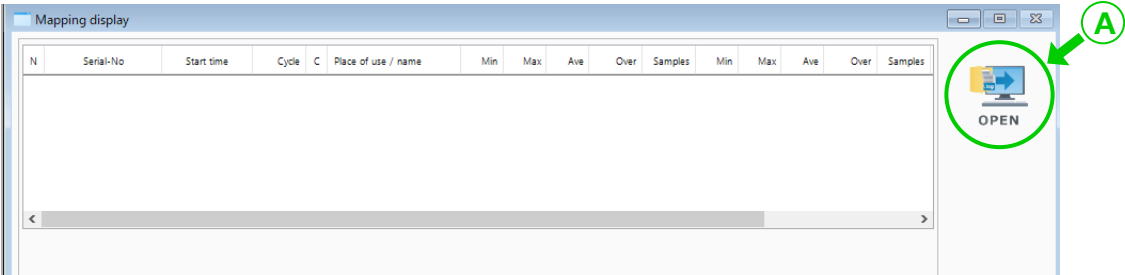 Mapping display
A
N Serial-No Start time Cycle C Place of use / name Min Max Ave Over Samples Min Max Ave Over Samples
OPEN